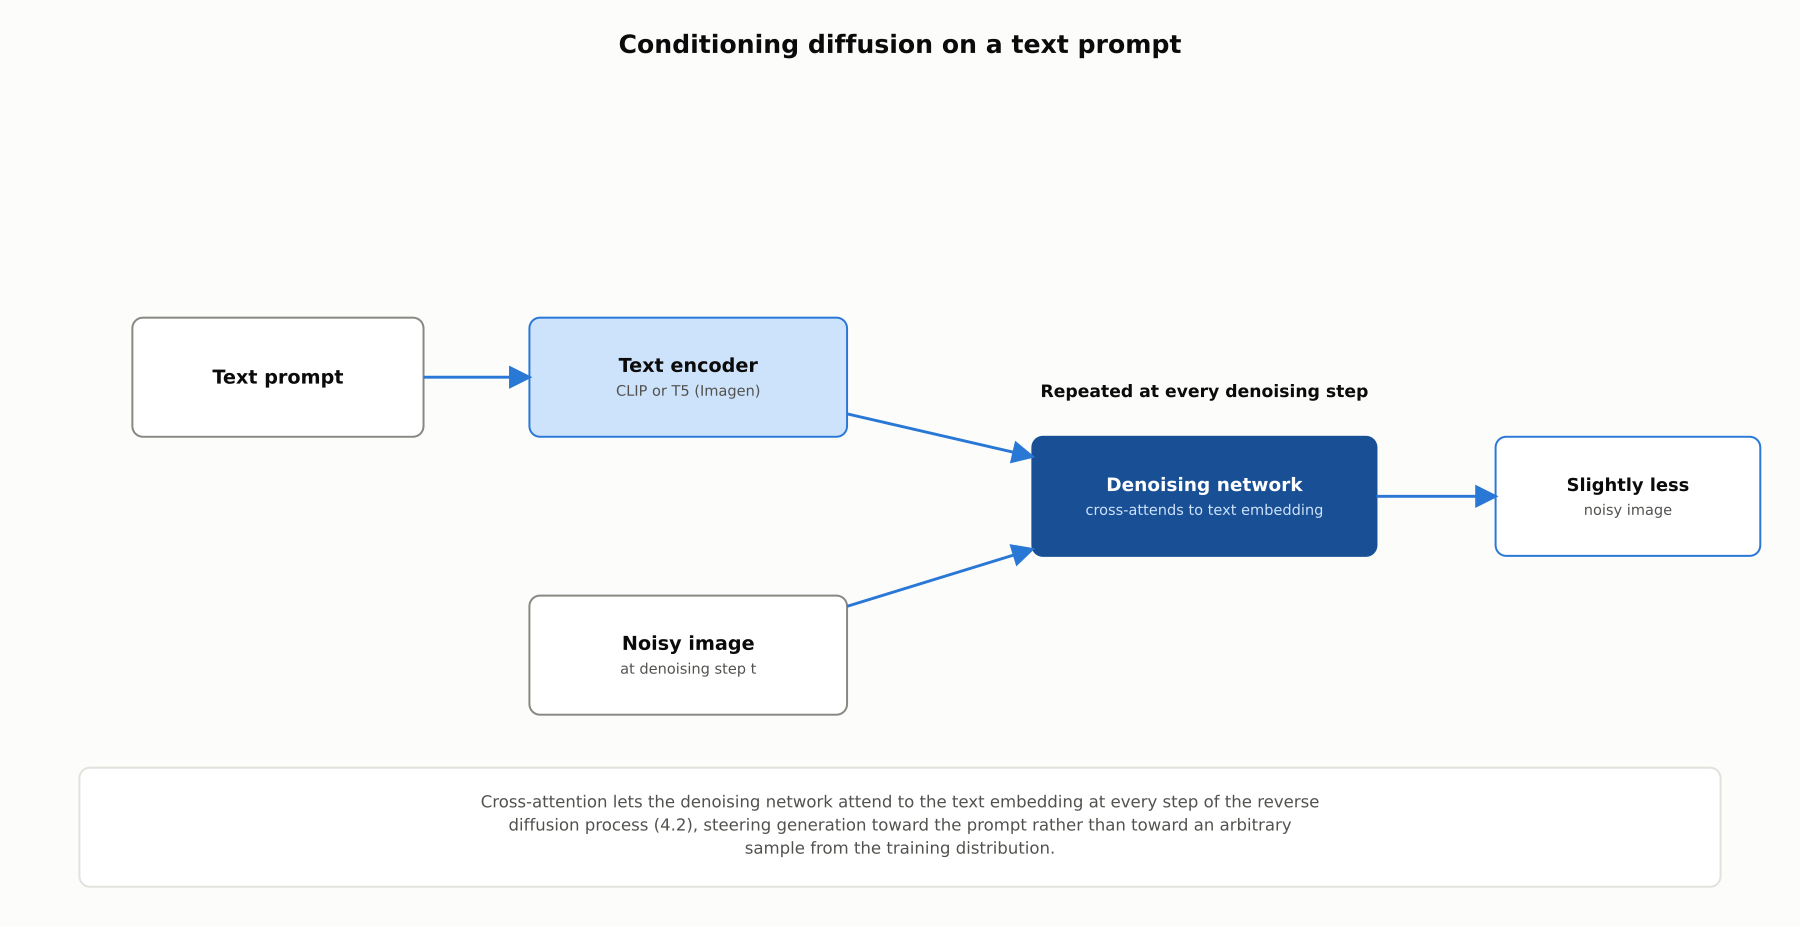 Conditioning diffusion on a text prompt
Text prompt
Text encoder
CLIP or T5 (Imagen)
Repeated at every denoising step
Denoising network
cross-attends to text embedding
Slightly less
noisy image
Noisy image
at denoising step t
Cross-attention lets the denoising network attend to the text embedding at every step of the reverse
diffusion process (4.2), steering generation toward the prompt rather than toward an arbitrary
sample from the training distribution.